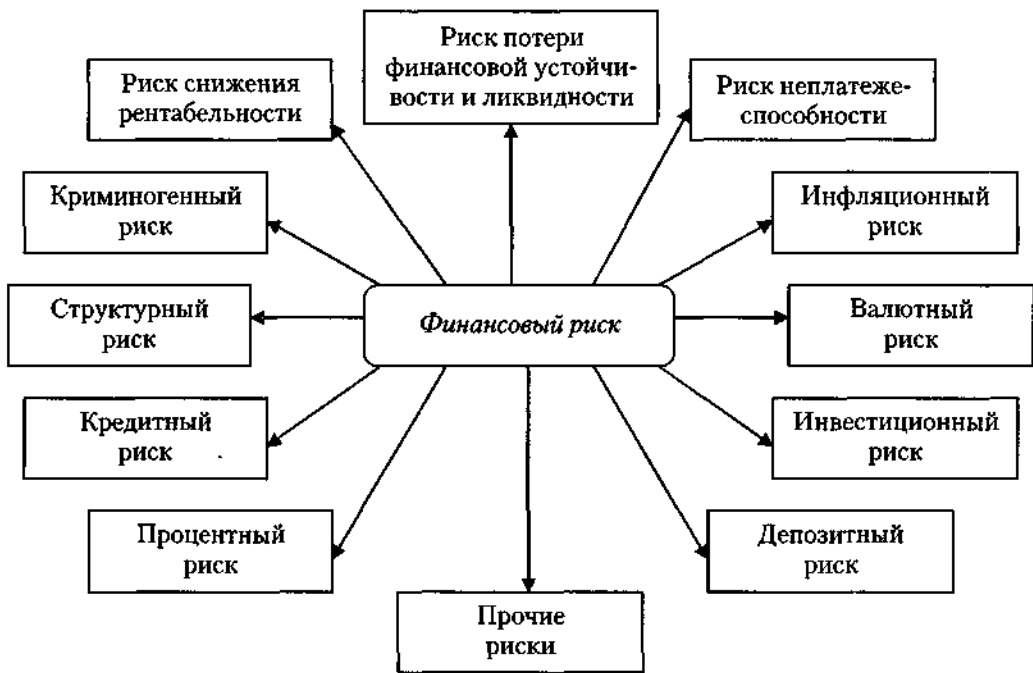 Риск потери
финансовой устойчи-
вости и ликвидности
Риск снижения
рентабельности
Риск неплатеже-
способности
Криминогенный
риск
Инфляционный
риск
Структурный
риск
Финансовый риск
Валютный
риск
Кредитный
риск
Инвестиционный
риск
Процентный
риск
Депозитный
риск
Прочие
риски